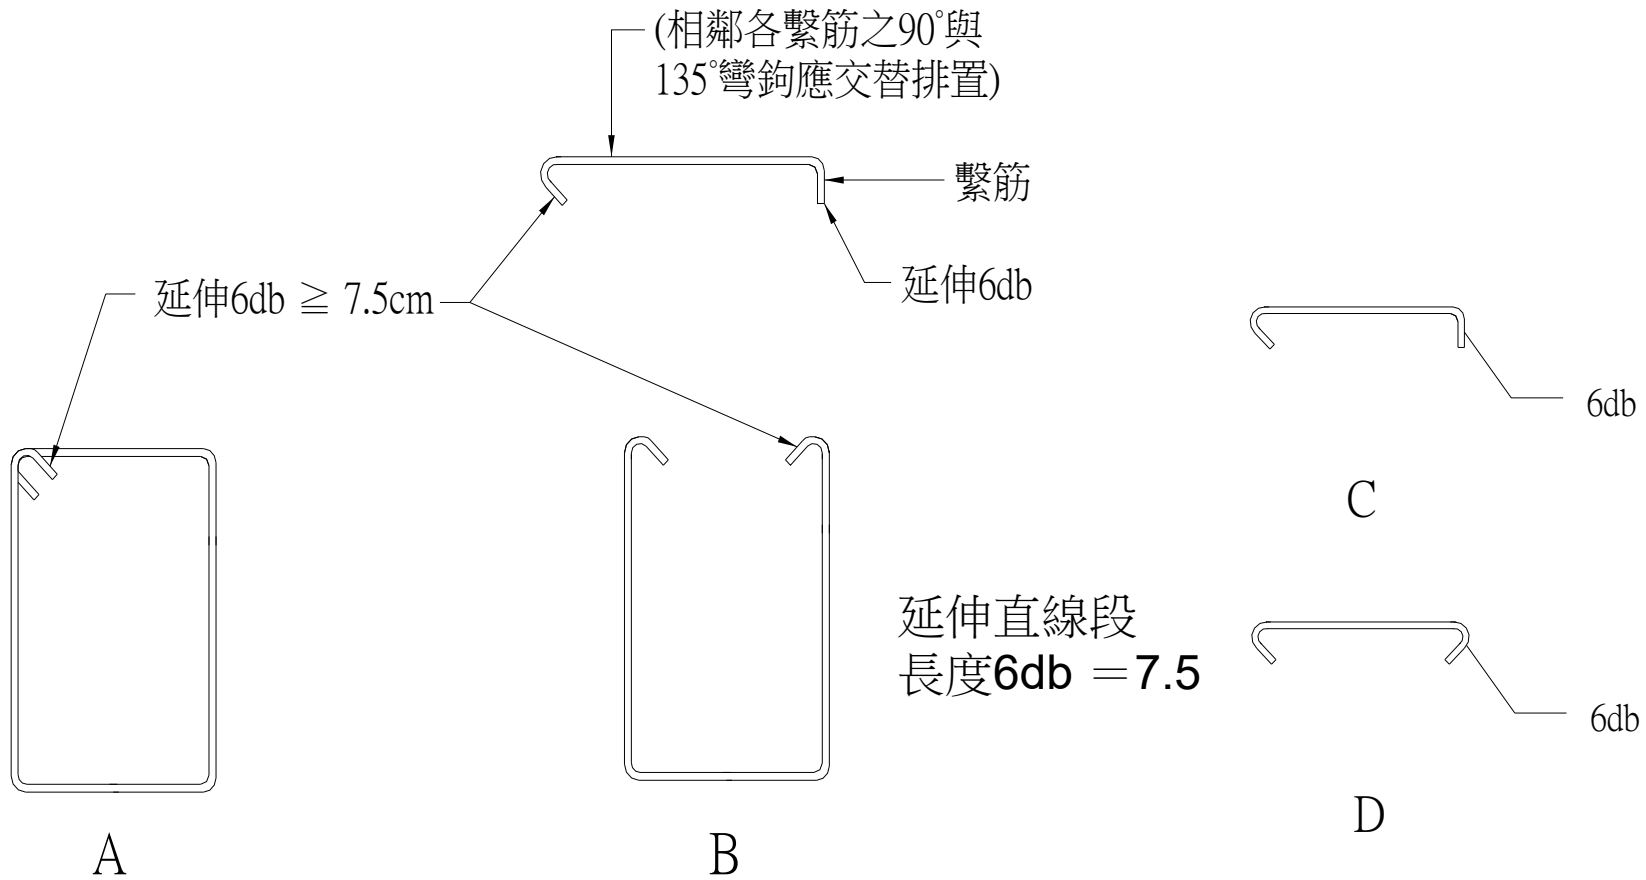 (相鄰各繫筋之90°與
135°彎鉤應交替排置)
繫筋
延伸6db ≧ 7.5cm
延伸6db
6db
C
延伸直線段
長度6db ＝7.5
6db
D
A
B